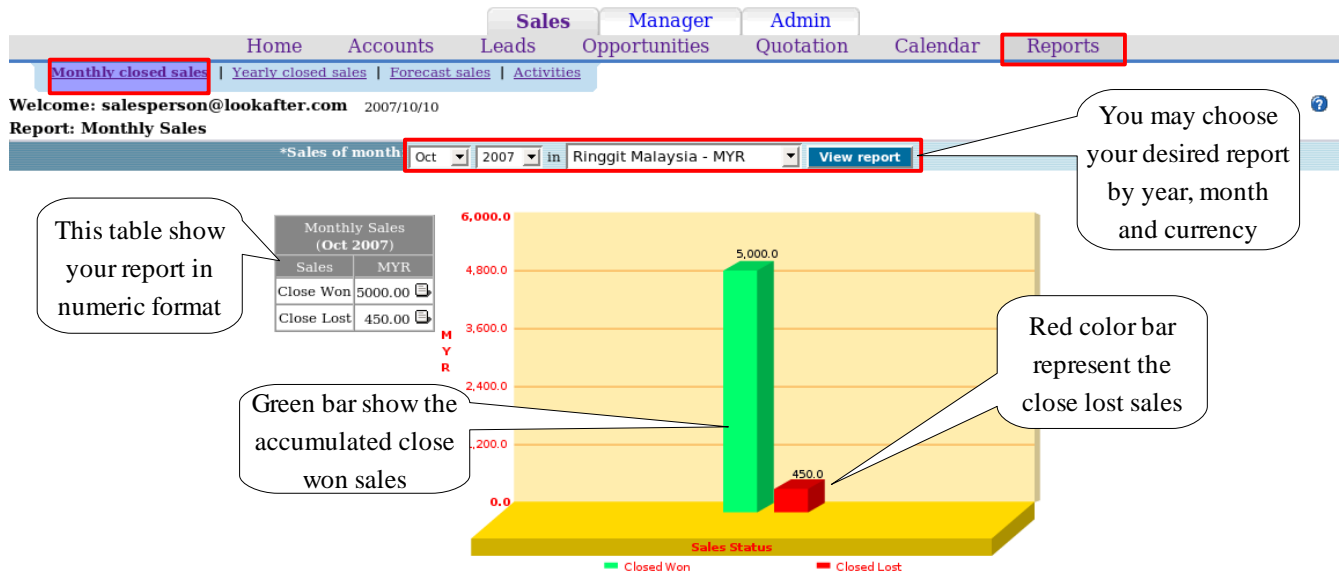 Sales Manager Admin
Home Accounts Leads Opportunities Quotation Calendar Reports
Monthly closed sales | Yearly closed sales | Forecast sales | Activities
Welcome: salesperson@lookafter.com 2007/10/10
?
Report: Monthly Sales
*Sales of month: Oct 2007 in Ringgit Malaysia - MYR View report
You may choose
your desired report
by year, month
and currency
This table show
your report in
numeric format
Monthly Sales
(Oct 2007)
Sales MYR
Close Won 5000.00
Close Lost 450.00
6,000.0
4,800.0
3,600.0
2,400.0
1,200.0
0.0
M
Y
R
5,000.0
450.0
Green bar show the
accumulated close
won sales
Red color bar
represent the
close lost sales
Sales Status
Closed Won Closed Lost